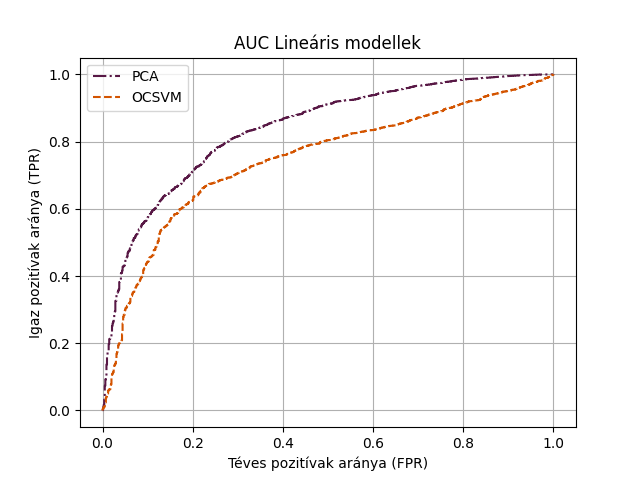 AUC Lineáris modellek
PCA
OCSVM
Igaz pozitívak aránya (TPR)
1.0
0.8
0.6
0.4
0.2
0.0
0.0 0.2 0.4 0.6 0.8 1.0
Téves pozitívak aránya (FPR)